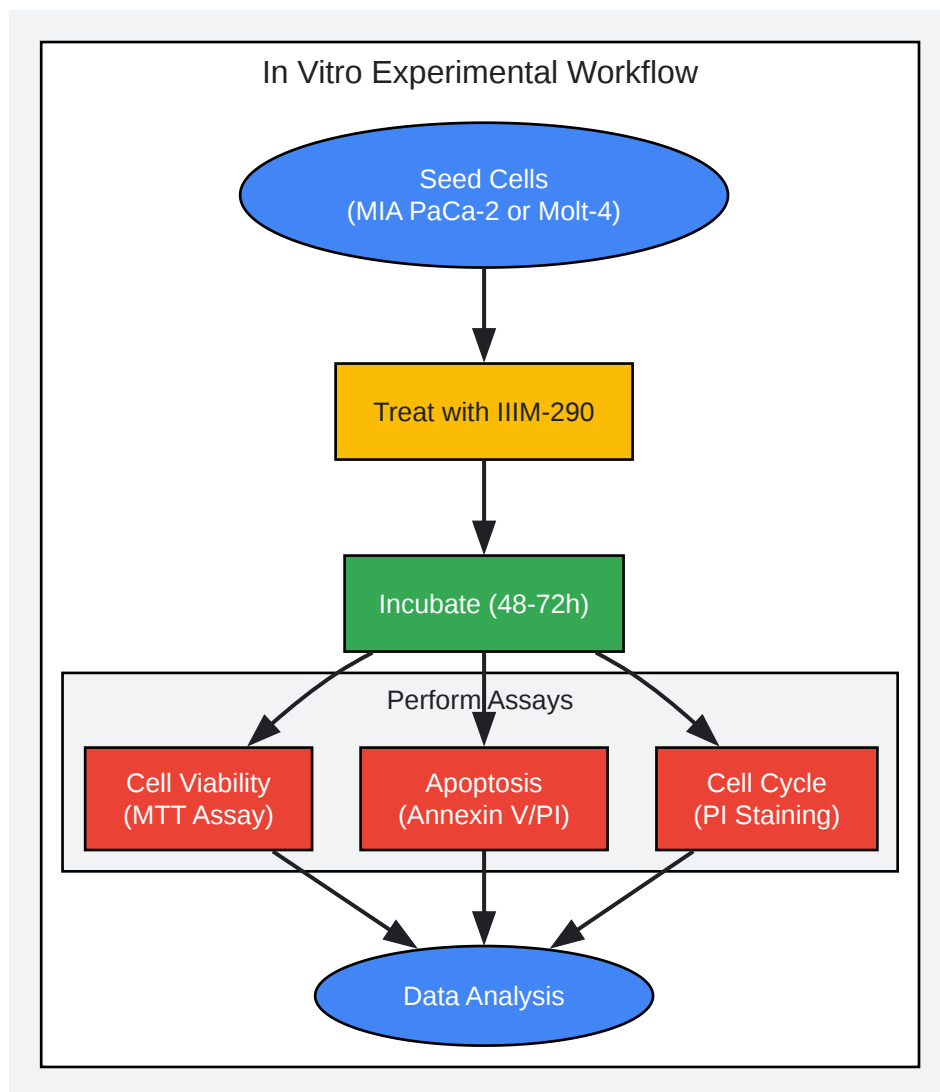 In Vitro Experimental Workflow
Seed Cells
(MIA PaCa-2 or Molt-4)
Treat with IIIM-290
Incubate (48-72h)
Perform Assays
Cell Viability
(MTT Assay)
Apoptosis
(Annexin V/PI)
Cell Cycle
(PI Staining)
Data Analysis